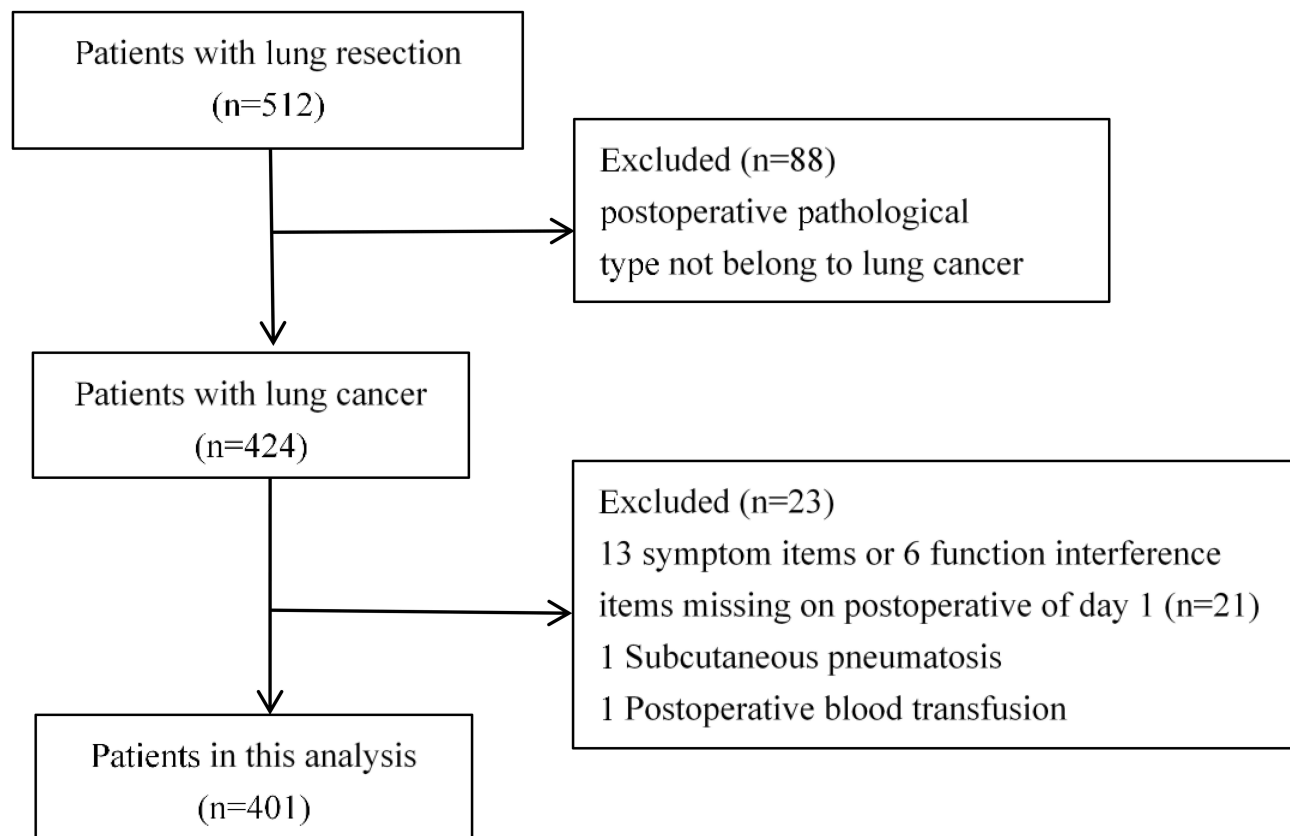 Patients with lung resection
(n=512)
Excluded (n=88)
postoperative pathological
type not belong to lung cancer
Patients with lung cancer
(n=424)
Excluded (n=23)
13 symptom items or 6 function interference
items missing on postoperative of day 1 (n=21)
1 Subcutaneous pneumatosis
1 Postoperative blood transfusion
Patients in this analysis
(n=401)